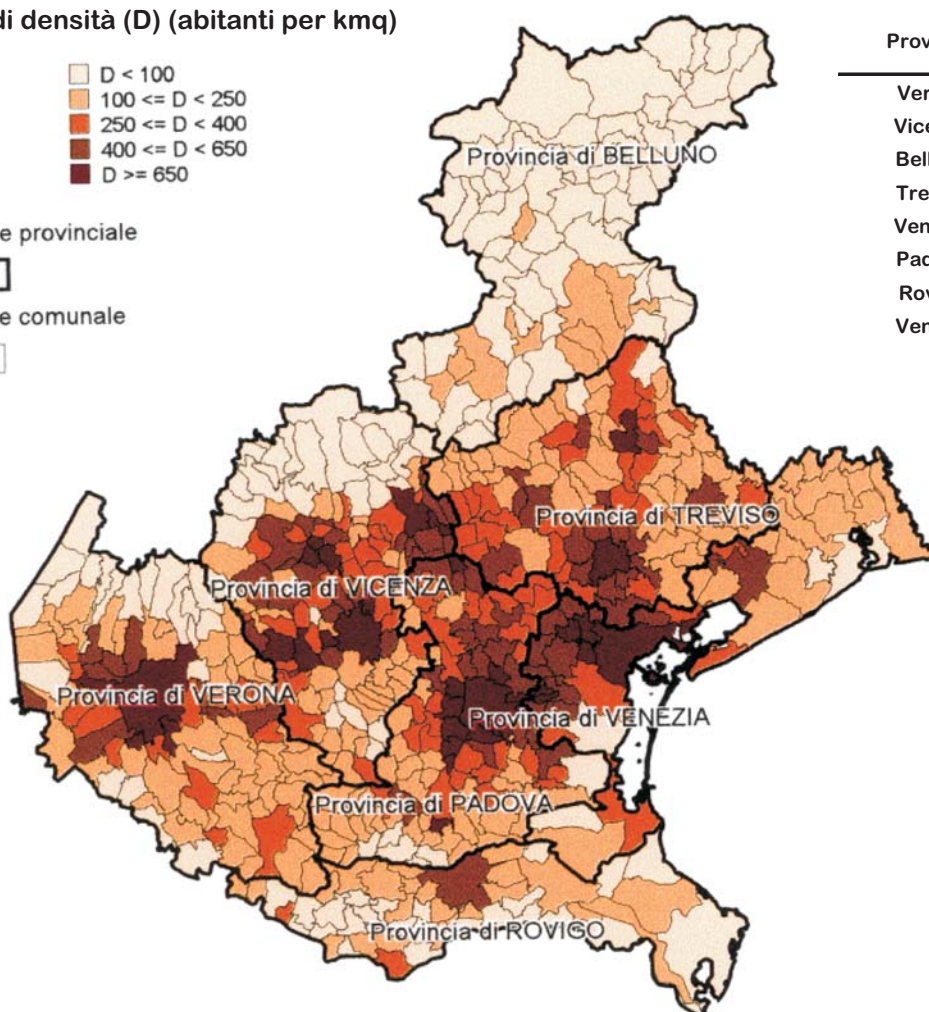 di densità (D) (abitanti per kmq)
D < 100
100 <= D < 250
250 <= D < 400
400 <= D < 650
D >= 650
e provinciale
e comunale
Prov
Ver
Vice
Bell
Tre
Ven
Pad
Rov
Ven
Provincia di BELLUNO
Provincia di TREVISO
Provincia di VICENZA
Provincia di VERONA
Provincia di VENEZIA
Provincia di PADOVA
Provincia di ROVIGO